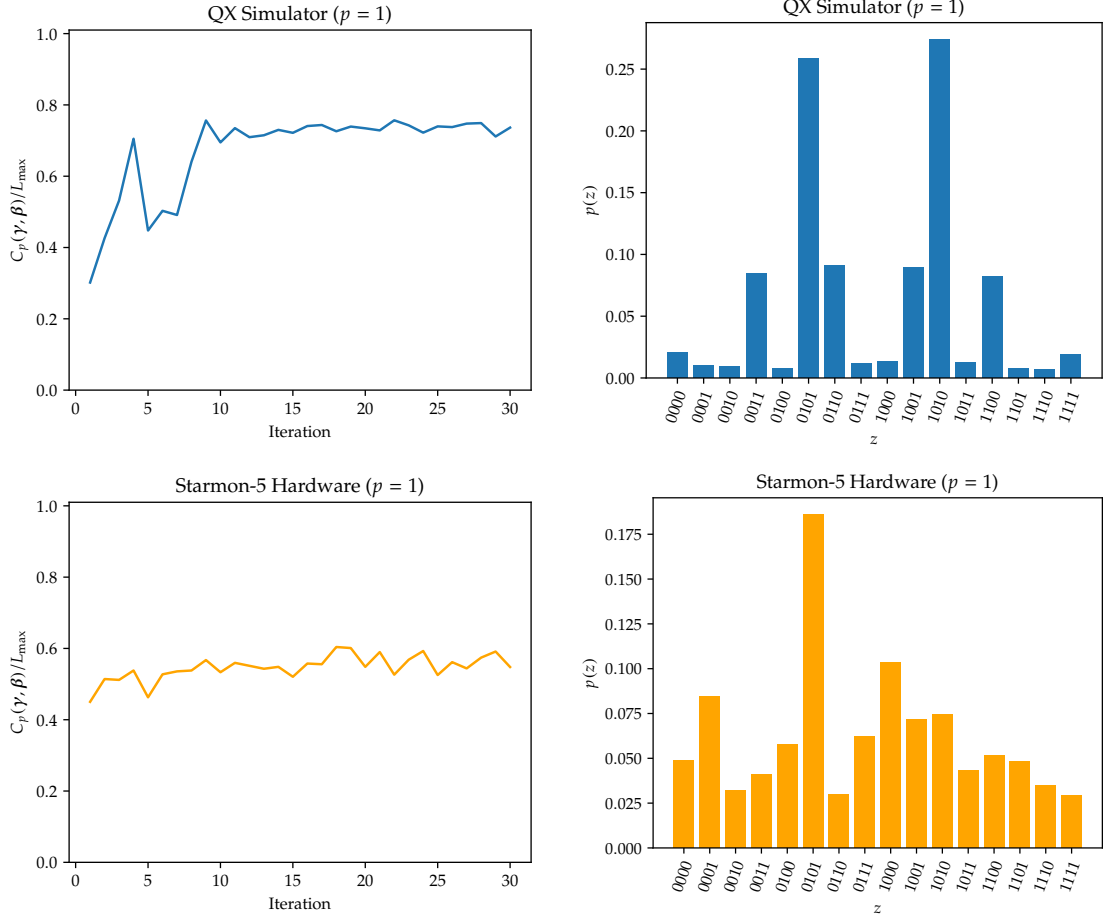 QX Simulator (p = 1)
1.0
0.8
0.6
0.4
0.2
0.0
C_p(γ, β)/L_max
0 5 10 15 20 25 30
Iteration
QX Simulator (p = 1)
0.25
0.20
0.15
0.10
0.05
0.00
p(z)
0000 0001 0010 0011 0100 0101 0110 0111 1000 1001 1010 1011 1100 1101 1110 1111
z
Starmon-5 Hardware (p = 1)
1.0
0.8
0.6
0.4
0.2
0.0
C_p(γ, β)/L_max
0 5 10 15 20 25 30
Iteration
Starmon-5 Hardware (p = 1)
0.175
0.150
0.125
0.100
0.075
0.050
0.025
0.000
p(z)
0000 0001 0010 0011 0100 0101 0110 0111 1000 1001 1010 1011 1100 1101 1110 1111
z